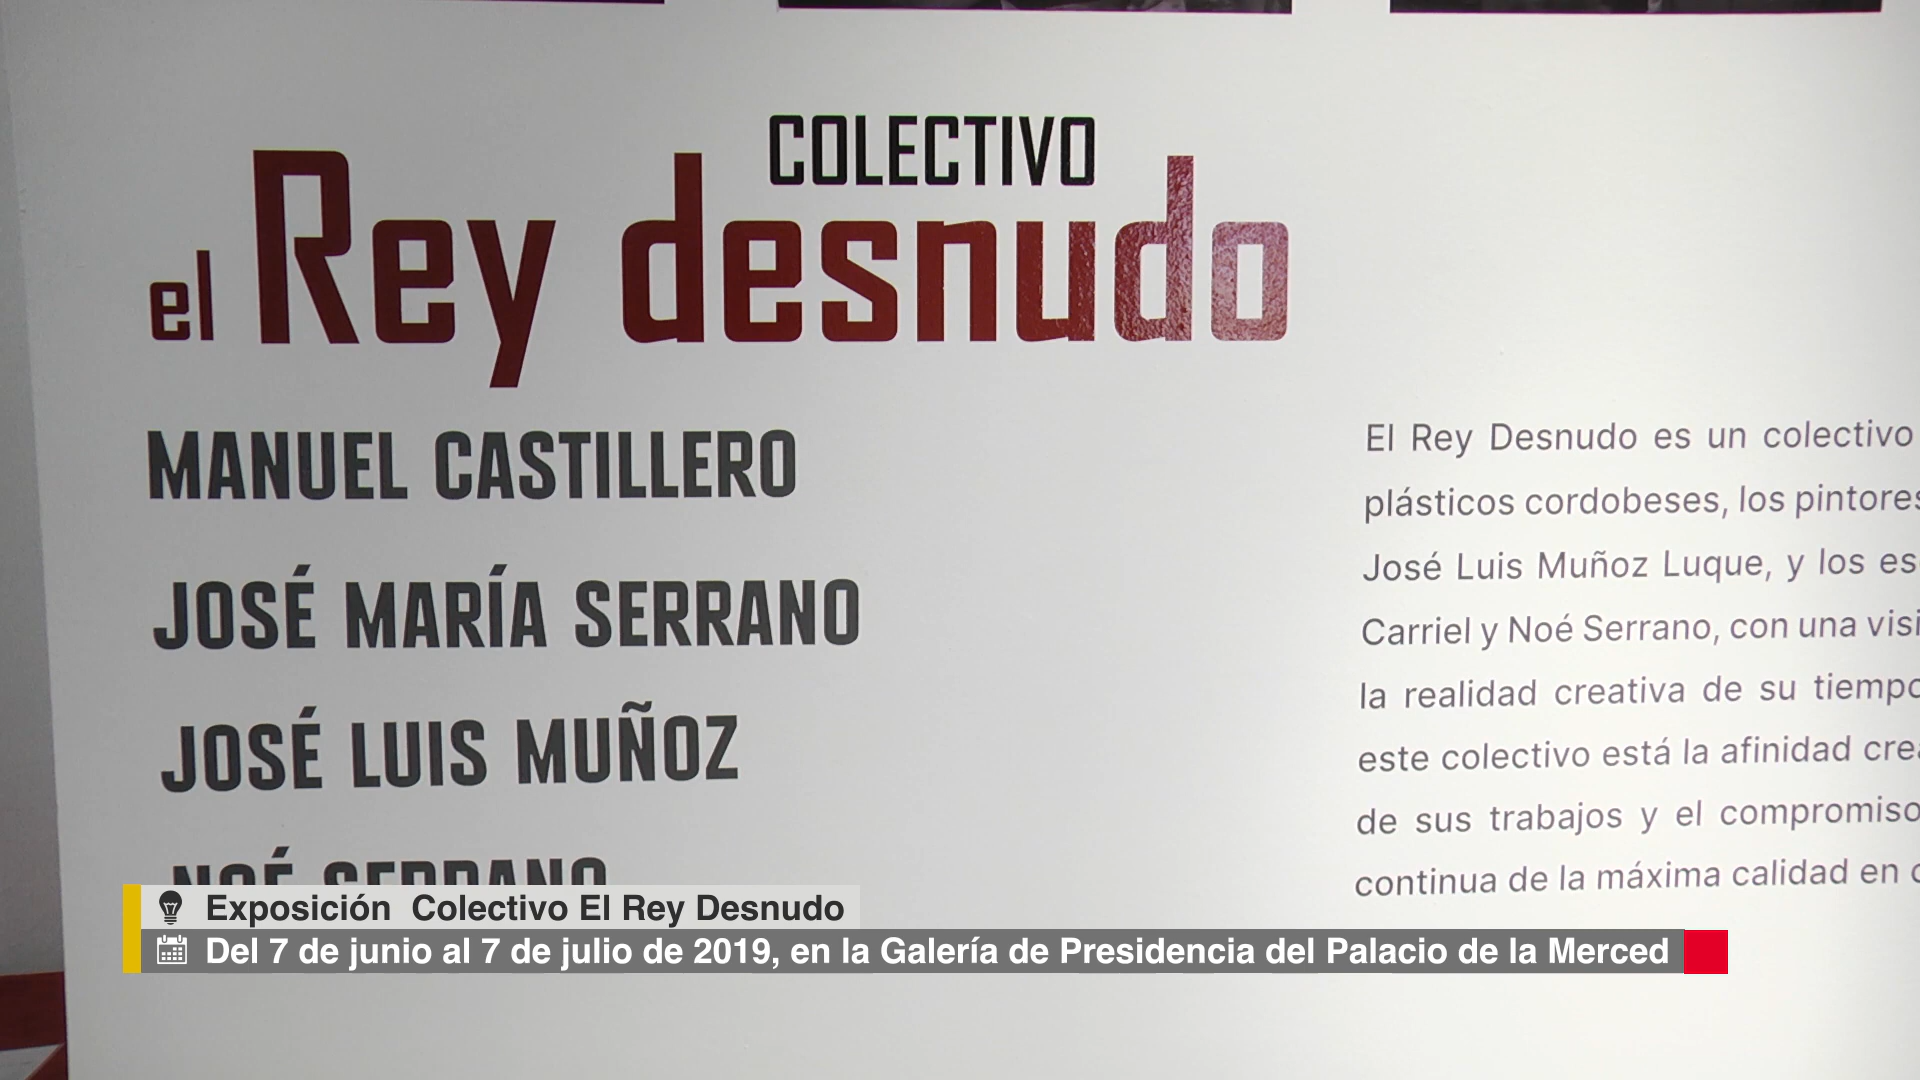 COLECTIVO
el Rey desnudo
MANUEL CASTILLERO
JOSÉ MARÍA SERRANO
JOSÉ LUIS MUÑOZ
NOÉ SERRANO
El Rey Desnudo es un colectivo
plásticos cordobeses, los pintores
José Luis Muñoz Luque, y los es
Carriel y Noé Serrano, con una visi
la realidad creativa de su tiempo
este colectivo está la afinidad crea
de sus trabajos y el compromiso
continua de la máxima calidad en
Exposición Colectivo El Rey Desnudo
Del 7 de junio al 7 de julio de 2019, en la Galería de Presidencia del Palacio de la Merced